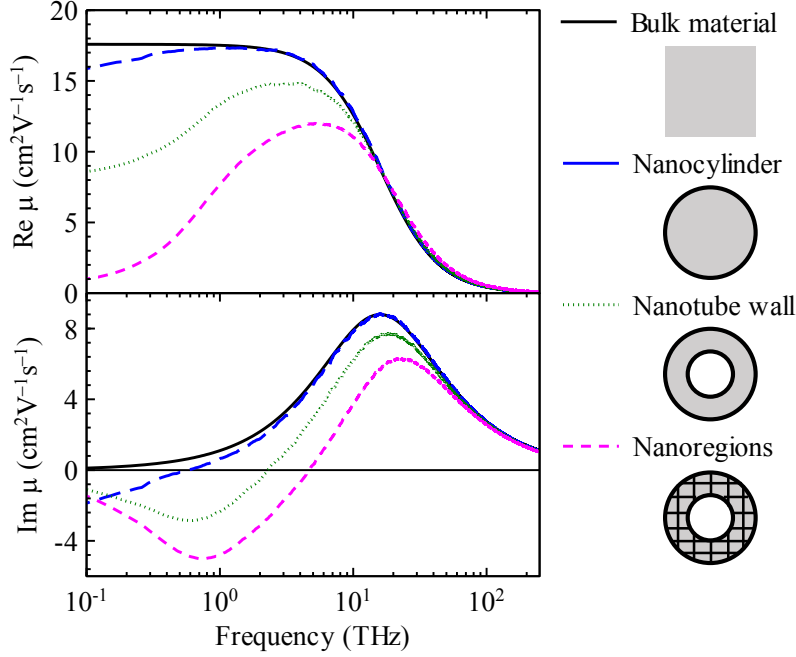 20
15
10
5
0
Re μ (cm²V⁻¹s⁻¹)
8
4
0
-4
Im μ (cm²V⁻¹s⁻¹)
10⁻¹
10⁰
10¹
10²
Frequency (THz)
Bulk material
Nanocylinder
Nanotube wall
Nanoregions